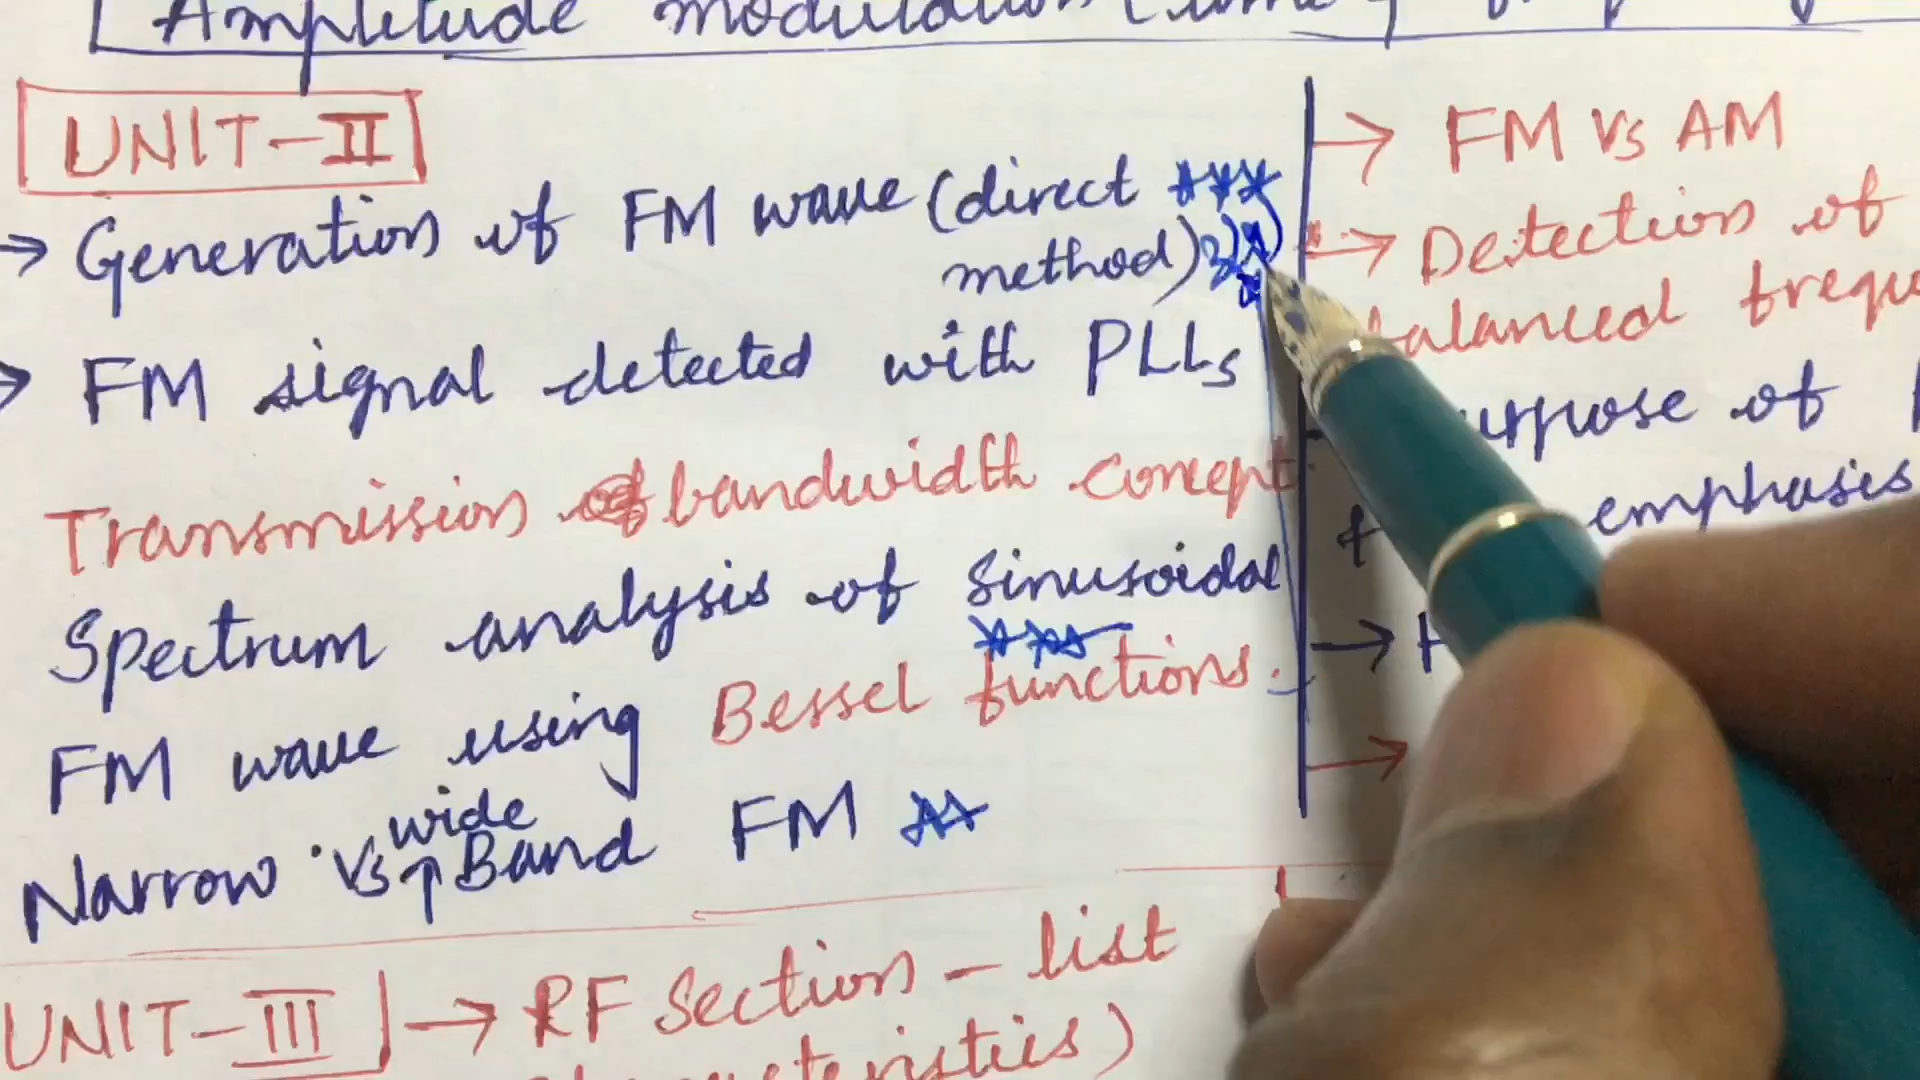 Amplitude modulation (time
UNIT-II
→ Generation of FM wave (direct ***
method)
→ FM signal detected with PLLs
Transmission bandwidth concept
Spectrum analysis of Sinusoidal
FM wave using Bessel functions.
wide
Narrow vs ↑ Band FM **
→ FM Vs AM
→ Detection of
balanced
urpose of
+ emphasis
→
→
UNIT-III → RF Section - list